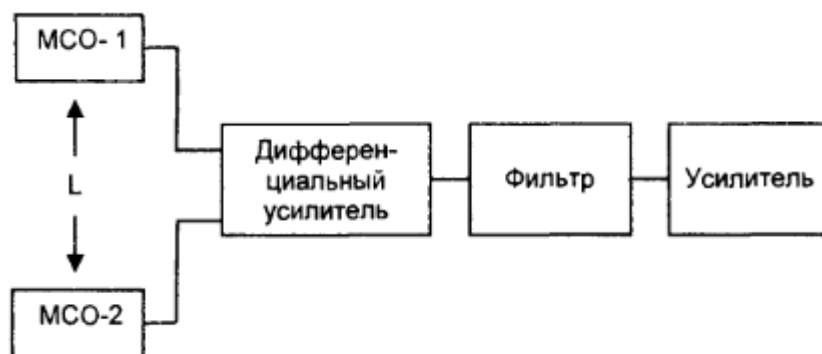 МСО- 1
L
МСО-2
Дифферен-
циальный
усилитель
Фильтр
Усилитель